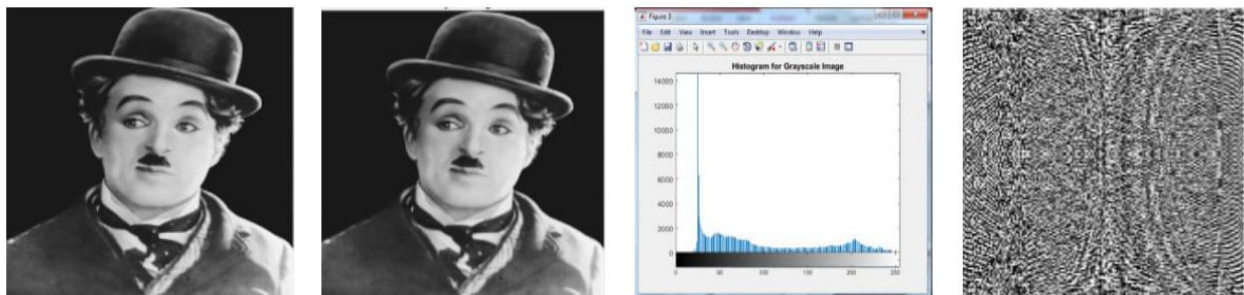 Figure 3
File Edit View Insert Tools Desktop Window Help
Histogram for Grayscale Image
14000
12000
10000
8000
6000
4000
2000
0
0 50 100 150 200 250